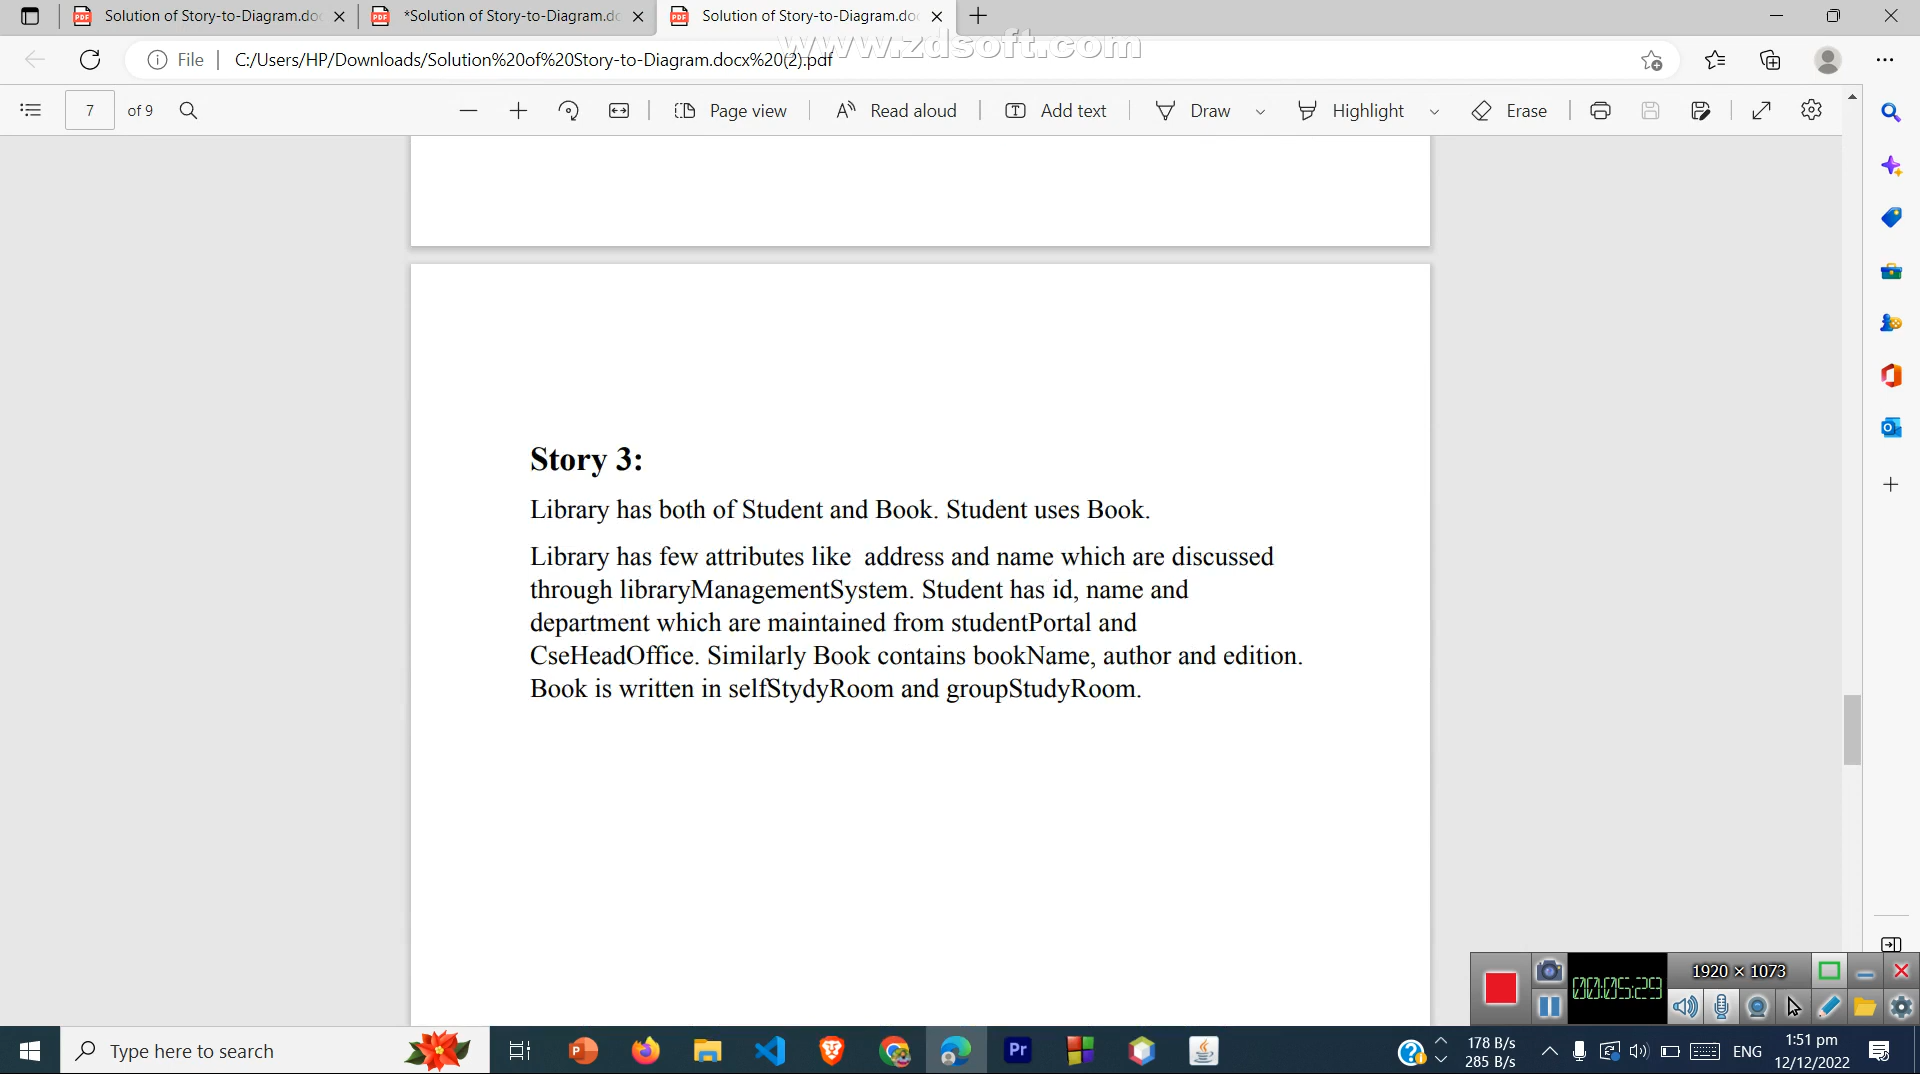 Solution of Story-to-Diagram.doc
*Solution of Story-to-Diagram.dc
Solution of Story-to-Diagram.doc
www.zdsoft.com
File
C:/Users/HP/Downloads/Solution%20of%20Story-to-Diagram.docx%20(2).pdf
7 of 9
Page view
Read aloud
Add text
Draw
Highlight
Erase
Story 3:
Library has both of Student and Book. Student uses Book.
Library has few attributes like address and name which are discussed
through libraryManagementSystem. Student has id, name and
department which are maintained from studentPortal and
CseHeadOffice. Similarly Book contains bookName, author and edition.
Book is written in selfStydyRoom and groupStudyRoom.
1920 × 1073
00:05:29
Type here to search
Pr
178 B/s
285 B/s
ENG
1:51 pm
12/12/2022